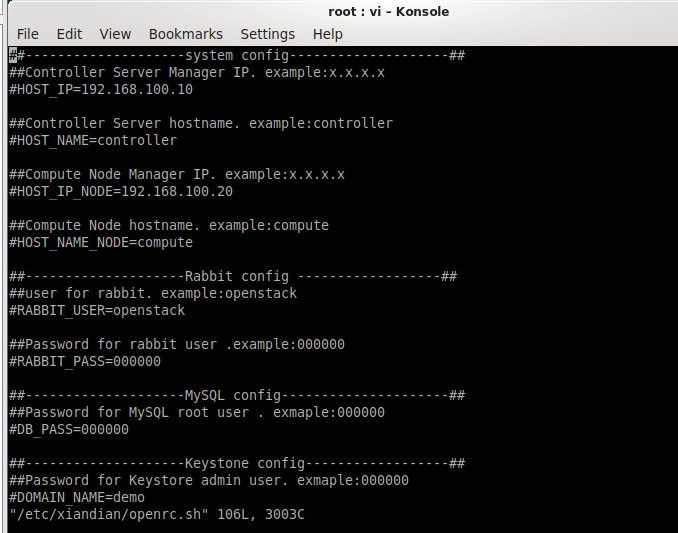 root : vi – Konsole
File Edit View Bookmarks Settings Help
##--------------------system config--------------------##
##Controller Server Manager IP. example:x.x.x.x
#HOST_IP=192.168.100.10
##Controller Server hostname. example:controller
#HOST_NAME=controller
##Compute Node Manager IP. example:x.x.x.x
#HOST_IP_NODE=192.168.100.20
##Compute Node hostname. example:compute
#HOST_NAME_NODE=compute
##--------------------Rabbit config ------------------##
##user for rabbit. example:openstack
#RABBIT_USER=openstack
##Password for rabbit user .example:000000
#RABBIT_PASS=000000
##--------------------MySQL config---------------------##
##Password for MySQL root user . exmaple:000000
#DB_PASS=000000
##--------------------Keystone config------------------##
##Password for Keystore admin user. exmaple:000000
#DOMAIN_NAME=demo
"/etc/xiandian/openrc.sh" 106L, 3003C